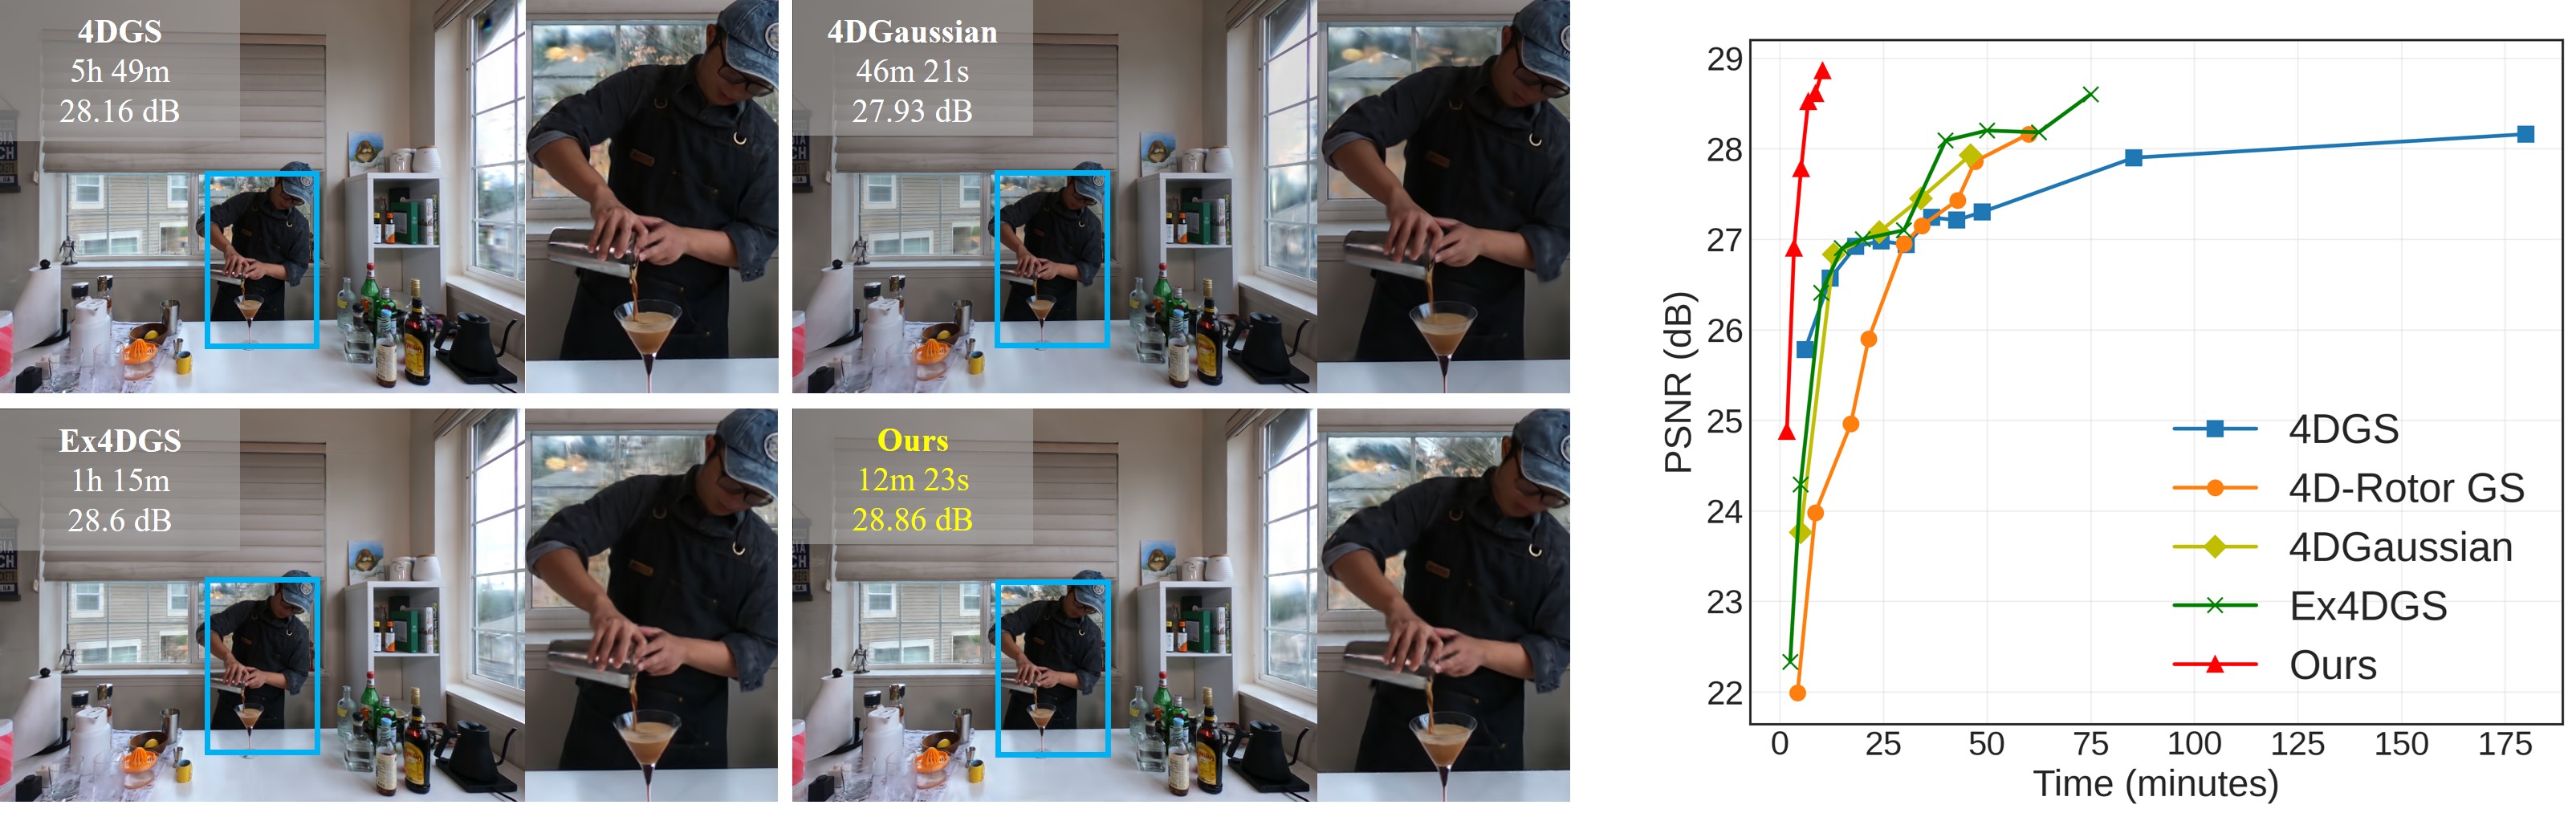 4DGS
5h 49m
28.16 dB
4DGaussian
46m 21s
27.93 dB
Ex4DGS
1h 15m
28.6 dB
Ours
12m 23s
28.86 dB
PSNR (dB)
29
28
27
26
25
24
23
22
4DGS
4D-Rotor GS
4DGaussian
Ex4DGS
Ours
0 25 50 75 100 125 150 175
Time (minutes)